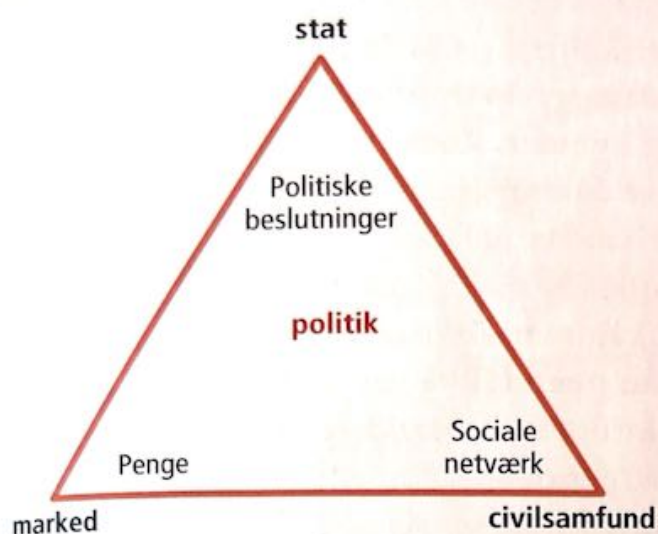 stat
Politiske
beslutninger
politik
Sociale
netværk
Penge
marked
civilsamfund